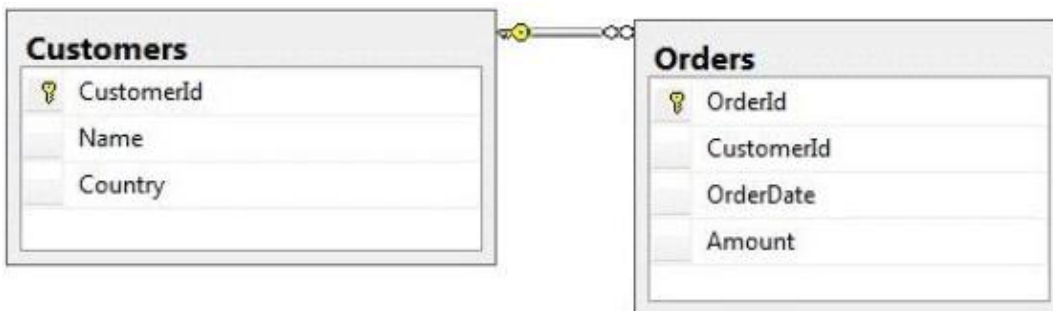 Customers
CustomerId
Name
Country
Orders
OrderId
CustomerId
OrderDate
Amount